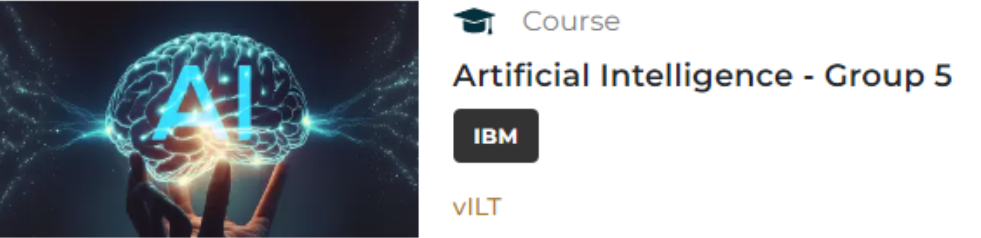 AI
Course
Artificial Intelligence - Group 5
IBM
vILT